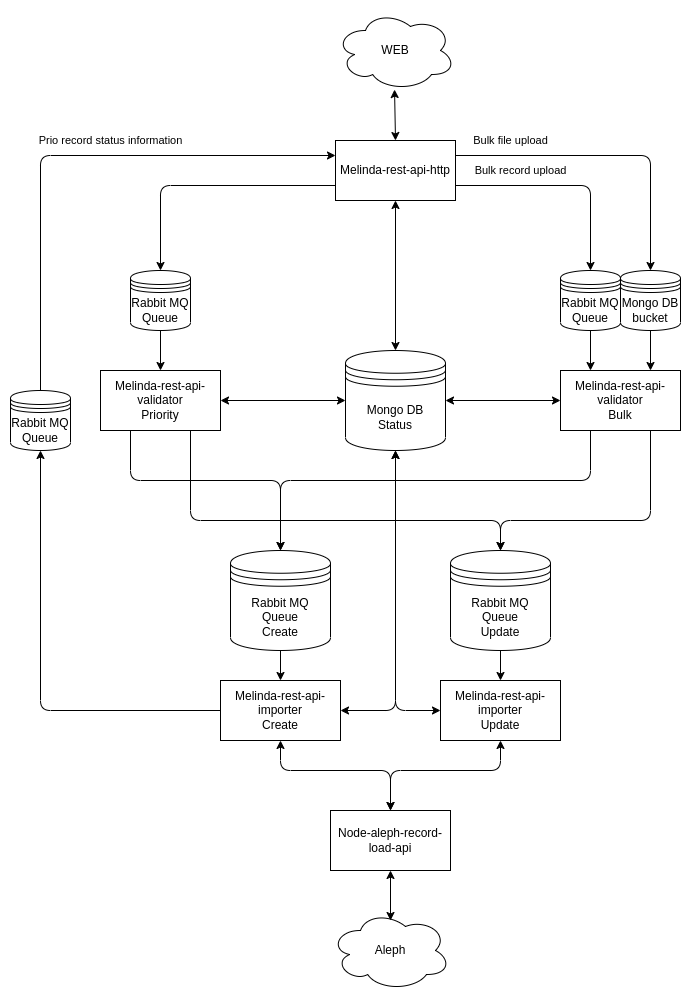 WEB
Prio record status information
Bulk file upload
Melinda-rest-api-http
Bulk record upload
Rabbit MQ
Queue
Rabbit MQ
Queue
Mongo DB
bucket
Melinda-rest-api-
validator
Priority
Mongo DB
Status
Melinda-rest-api-
validator
Bulk
Rabbit MQ
Queue
Rabbit MQ
Queue
Create
Rabbit MQ
Queue
Update
Melinda-rest-api-
importer
Create
Melinda-rest-api-
importer
Update
Node-aleph-record-
load-api
Aleph